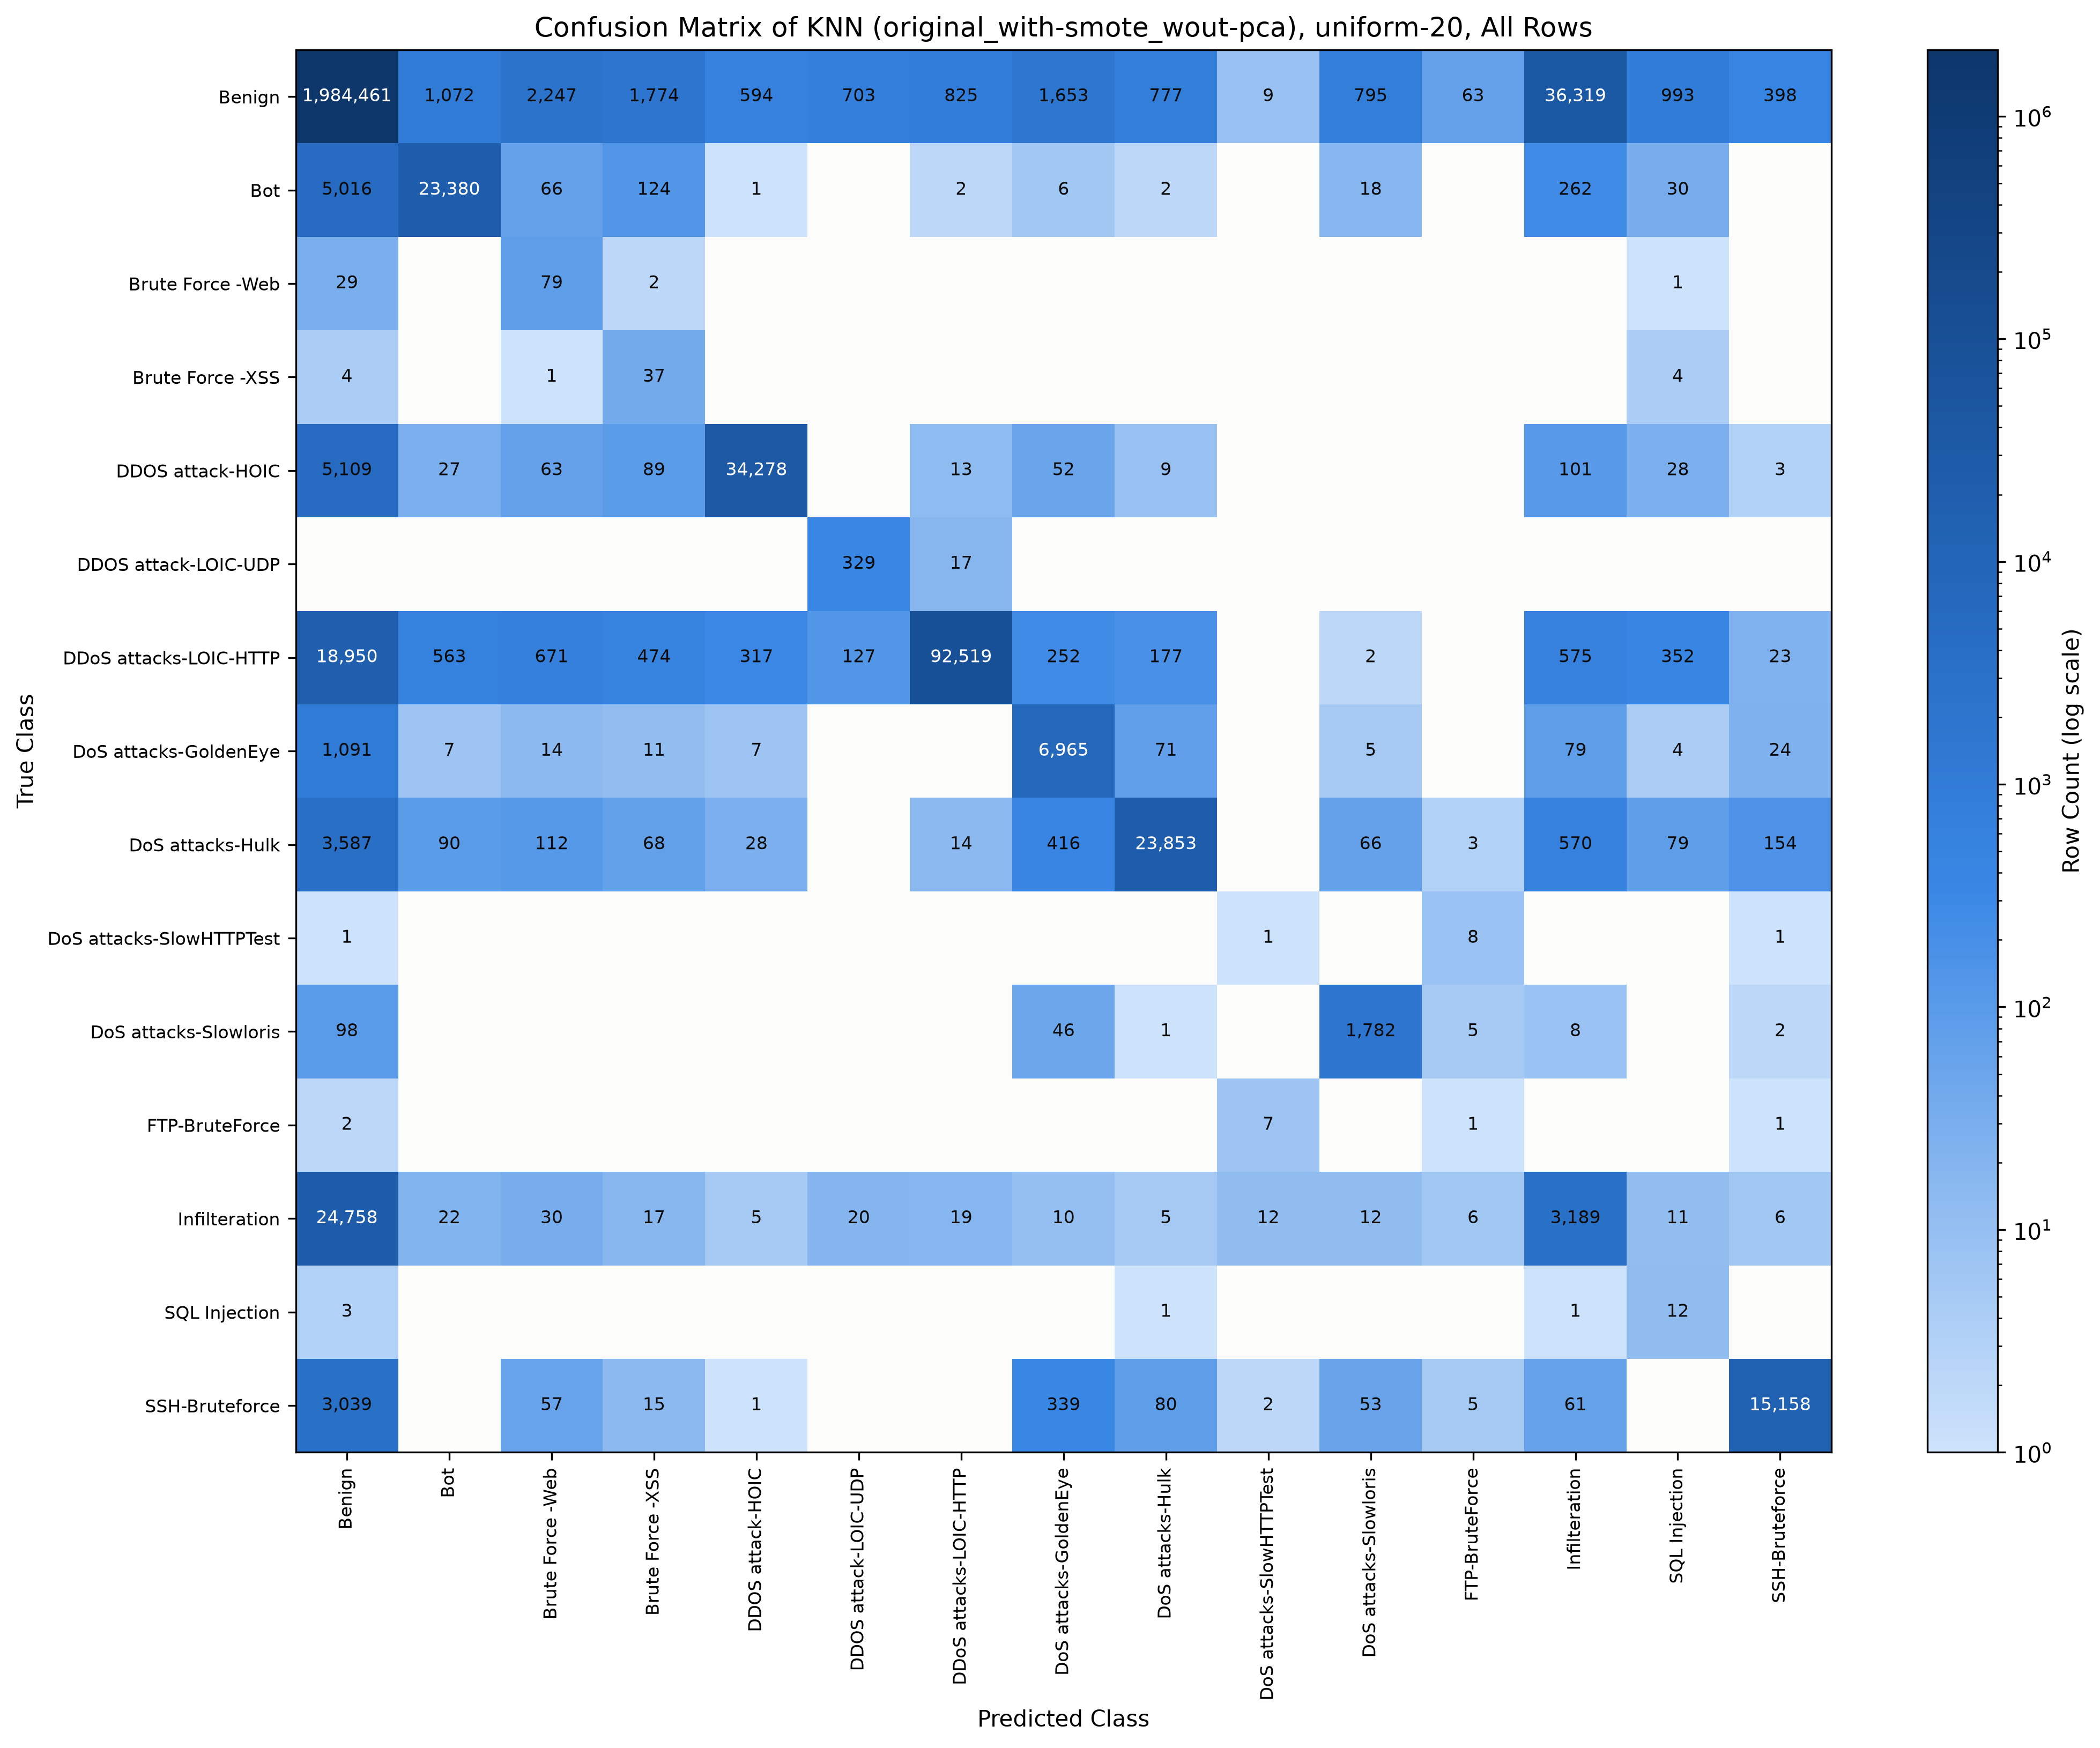 Confusion Matrix of KNN (original_with-smote_wout-pca), uniform-20, All Rows
True Class
Benign 1,984,461 1,072 2,247 1,774 594 703 825 1,653 777 9 795 63 36,319 993 398
Bot 5,016 23,380 66 124 1 2 6 2 18 262 30
Brute Force -Web 29 79 2 1
Brute Force -XSS 4 1 37 4
DDOS attack-HOIC 5,109 27 63 89 34,278 13 52 9 101 28 3
DDOS attack-LOIC-UDP 329 17
DDoS attacks-LOIC-HTTP 18,950 563 671 474 317 127 92,519 252 177 2 575 352 23
DoS attacks-GoldenEye 1,091 7 14 11 7 6,965 71 5 79 4 24
DoS attacks-Hulk 3,587 90 112 68 28 14 416 23,853 66 3 570 79 154
DoS attacks-SlowHTTPTest 1 1 8 1
DoS attacks-Slowloris 98 46 1 1,782 5 8 2
FTP-BruteForce 2 7 1 1
Infilteration 24,758 22 30 17 5 20 19 10 5 12 12 6 3,189 11 6
SQL Injection 3 1 1 12
SSH-Bruteforce 3,039 57 15 1 339 80 2 53 5 61 15,158
Benign
Bot
Brute Force -Web
Brute Force -XSS
DDOS attack-HOIC
DDOS attack-LOIC-UDP
DDoS attacks-LOIC-HTTP
DoS attacks-GoldenEye
DoS attacks-Hulk
DoS attacks-SlowHTTPTest
DoS attacks-Slowloris
FTP-BruteForce
Infilteration
SQL Injection
SSH-Bruteforce
Predicted Class
10⁶
10⁵
10⁴
10³
10²
10¹
10⁰
Row Count (log scale)